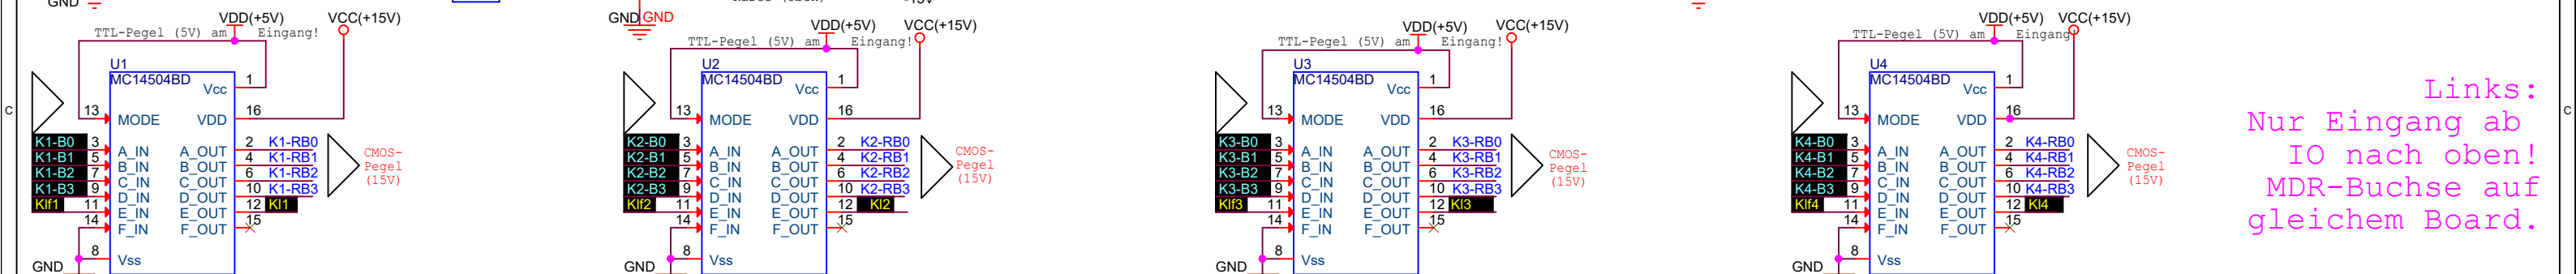 GND
GND GND
VDD(+5V) VCC(+15V)
TTL-Pegel (5V) am Eingang!
U1
MC14504BD
1
Vcc
13 16
MODE VDD
K1-B0 3 A_IN A_OUT 2 K1-RB0
K1-B1 5 B_IN B_OUT 4 K1-RB1
K1-B2 7 C_IN C_OUT 6 K1-RB2
K1-B3 9 D_IN D_OUT 10 K1-RB3
Klf1 11 E_IN E_OUT 12 Kl1
14 F_IN F_OUT 15
8
Vss
GND
CMOS-
Pegel
(15V)
VDD(+5V) VCC(+15V)
TTL-Pegel (5V) am Eingang!
U2
MC14504BD
1
Vcc
13 16
MODE VDD
K2-B0 3 A_IN A_OUT 2 K2-RB0
K2-B1 5 B_IN B_OUT 4 K2-RB1
K2-B2 7 C_IN C_OUT 6 K2-RB2
K2-B3 9 D_IN D_OUT 10 K2-RB3
Klf2 11 E_IN E_OUT 12 Kl2
14 F_IN F_OUT 15
8
Vss
GND
CMOS-
Pegel
(15V)
VDD(+5V) VCC(+15V)
TTL-Pegel (5V) am Eingang!
U3
MC14504BD
1
Vcc
13 16
MODE VDD
K3-B0 3 A_IN A_OUT 2 K3-RB0
K3-B1 5 B_IN B_OUT 4 K3-RB1
K3-B2 7 C_IN C_OUT 6 K3-RB2
K3-B3 9 D_IN D_OUT 10 K3-RB3
Klf3 11 E_IN E_OUT 12 Kl3
14 F_IN F_OUT 15
8
Vss
GND
CMOS-
Pegel
(15V)
VDD(+5V) VCC(+15V)
TTL-Pegel (5V) am Eingang
U4
MC14504BD
1
Vcc
13 16
MODE VDD
K4-B0 3 A_IN A_OUT 2 K4-RB0
K4-B1 5 B_IN B_OUT 4 K4-RB1
K4-B2 7 C_IN C_OUT 6 K4-RB2
K4-B3 9 D_IN D_OUT 10 K4-RB3
Klf4 11 E_IN E_OUT 12 Kl4
14 F_IN F_OUT 15
8
Vss
GND
CMOS-
Pegel
(15V)
Links:
Nur Eingang ab
IO nach oben!
MDR-Buchse auf
gleichem Board.
C
C